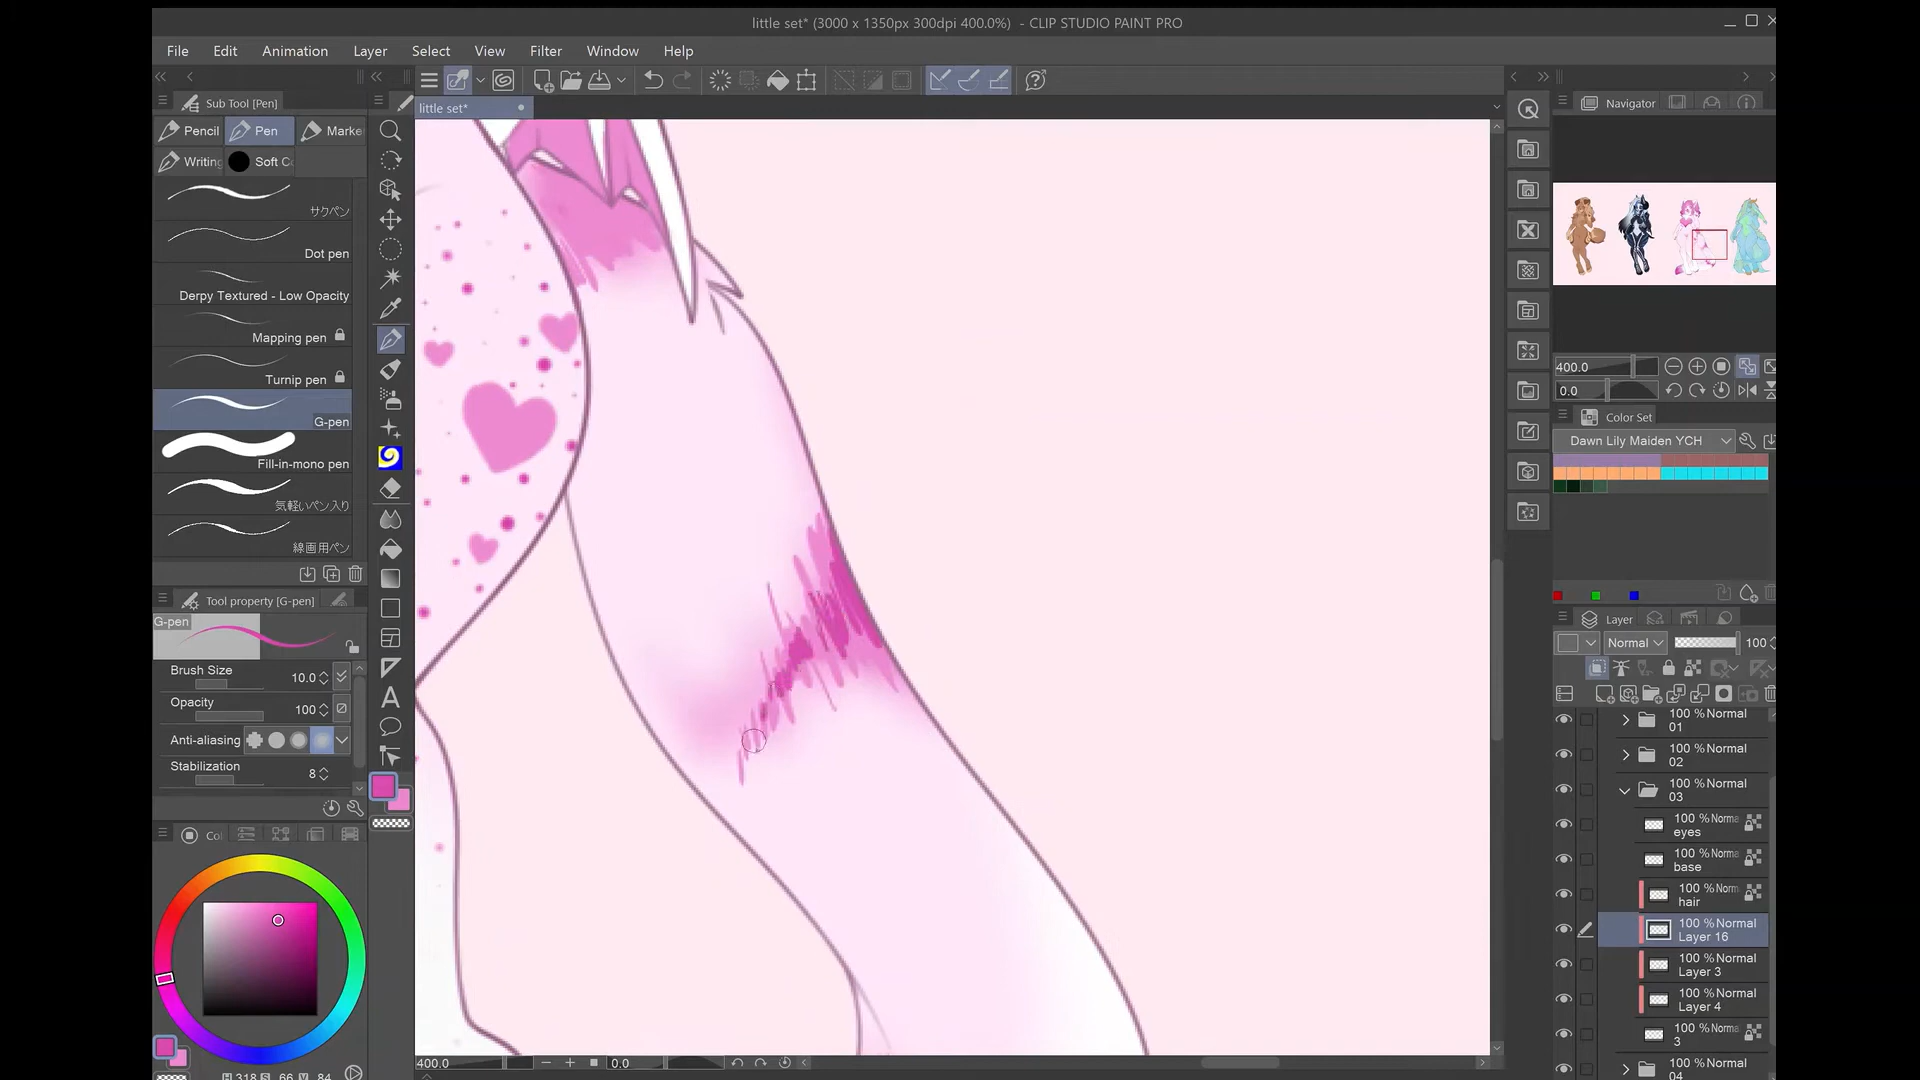 little set* (3000 x 1350px 300dpi 400.0%) - CLIP STUDIO PAINT PRO
File Edit Animation Layer Select View Filter Window Help
Sub Tool [Pen]
little set*
Navigator
Pencil Pen Marke
Writing Soft C
サクペン
Dot pen
Derpy Textured - Low Opacity
Mapping pen
Turnip pen
G-pen
Fill-in-mono pen
気軽いペン入り
線画用ペン
Tool property [G-pen]
G-pen
Brush Size 10.0
Opacity 100
Anti-aliasing
Stabilization 8
Co
H 318 S 66 V 84
400.0 0.0
400.0
0.0
Color Set
Dawn Lily Maiden YCH
Layer
Normal 100
100 %Normal
01
100 %Normal
02
100 %Normal
03
100 %Norma
eyes
100 %Norma
base
100 %Norm
hair
100 %Normal
Layer 16
100 %Normal
Layer 3
100 %Normal
Layer 4
100 %Norma
3
100 %Normal
04